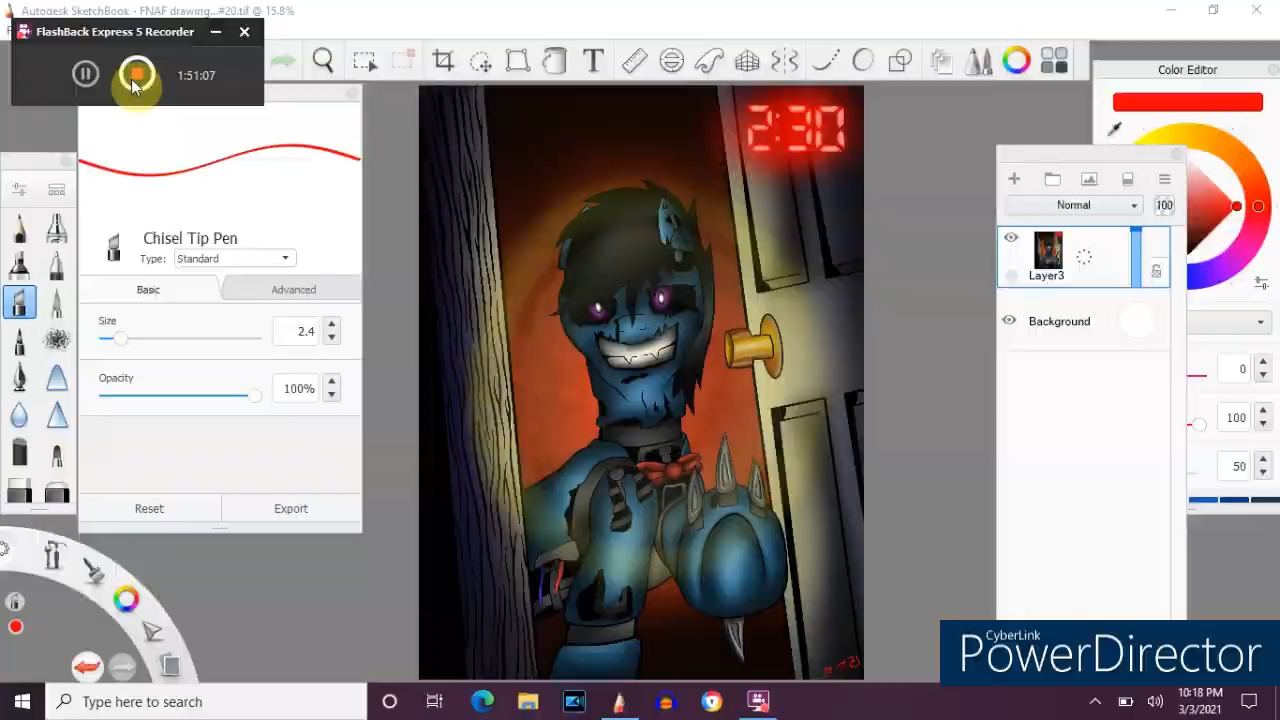 Autodesk SketchBook - FNAF drawing...#20.tif @ 15.8%
FlashBack Express 5 Recorder
1:51:07
Color Editor
2:30
Normal
100
Chisel Tip Pen
Type: Standard
Layer3
Basic
Advanced
Size
2.4
Background
0
Opacity
100%
100
50
Reset
Export
CyberLink
PowerDirector
Type here to search
10:18 PM
3/3/2021